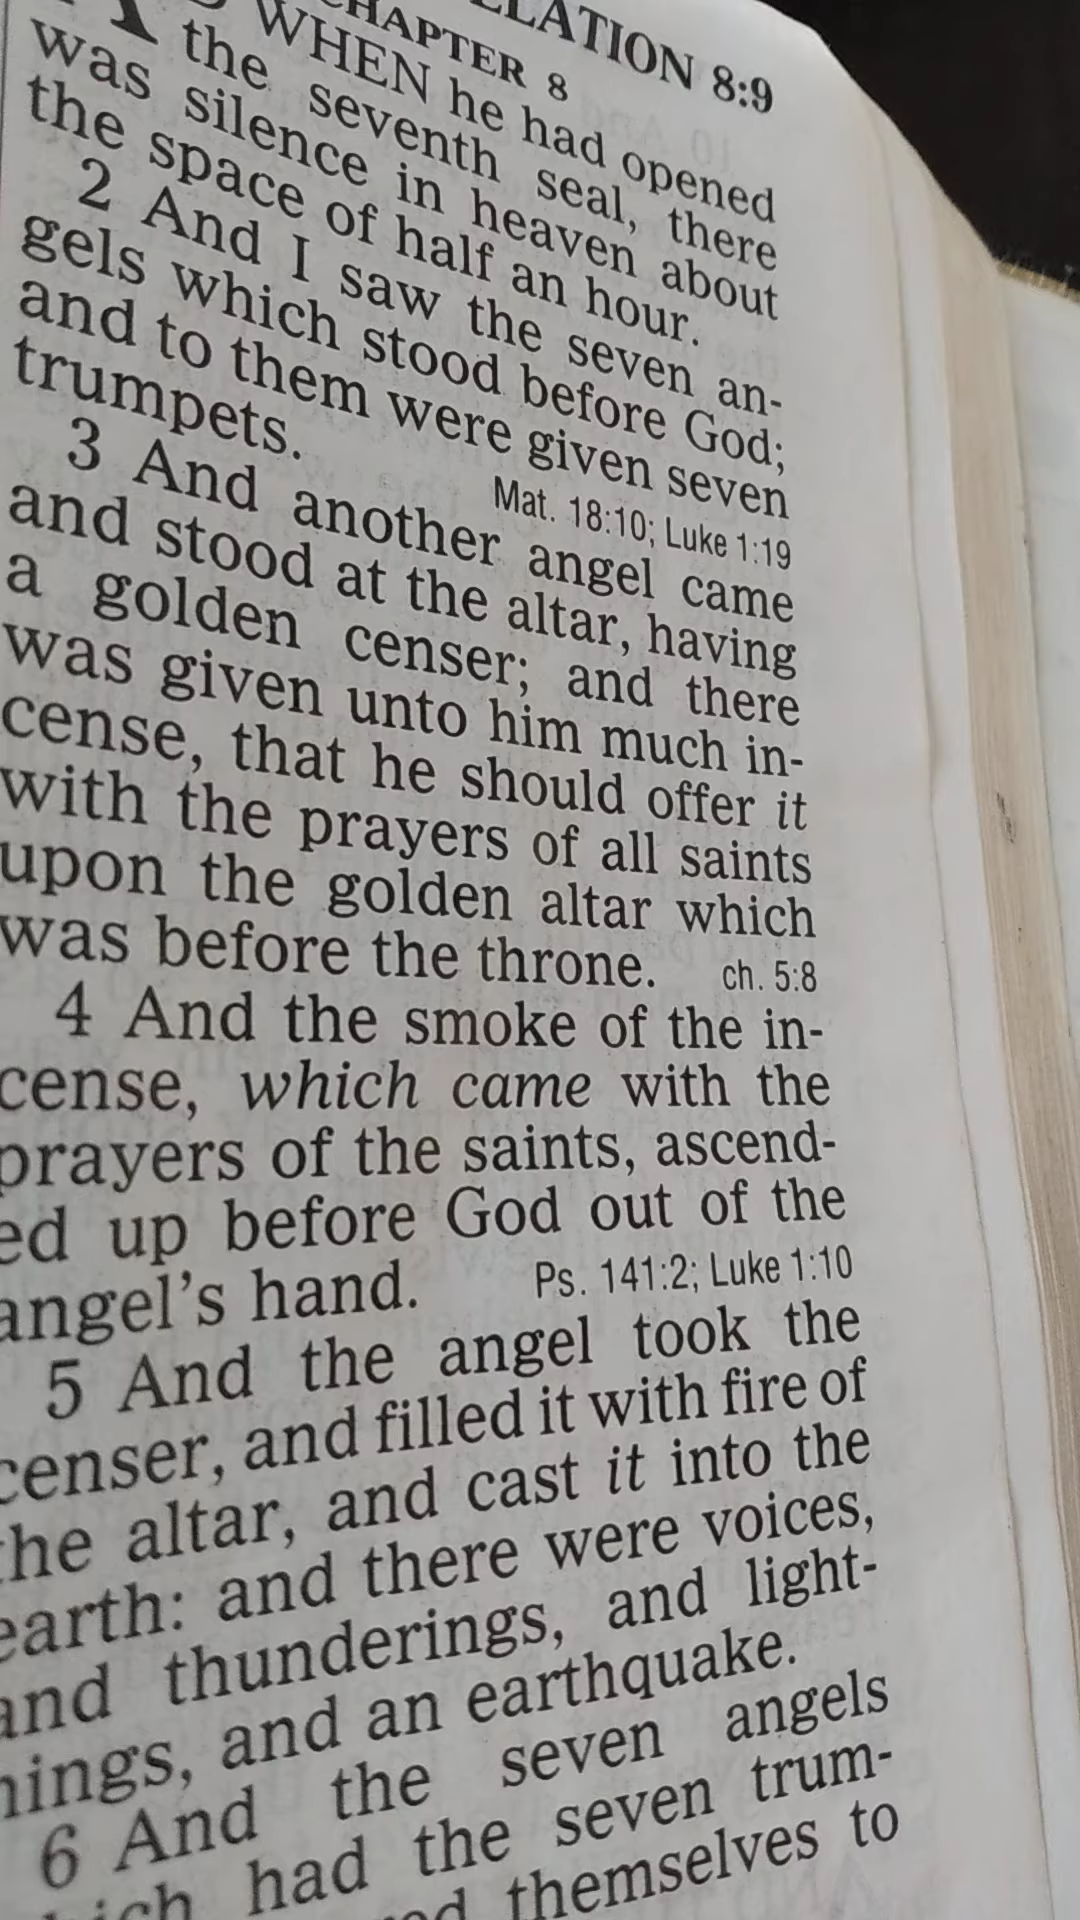 ELATION 8:9
CHAPTER 8
WHEN he had opened
the seventh seal, there
was silence in heaven about
the space of half an hour.
2 And I saw the seven an-
gels which stood before God;
and to them were given seven
trumpets.
Mat. 18:10; Luke 1:19
3 And another angel came
and stood at the altar, having
a golden censer; and there
was given unto him much in-
cense, that he should offer it
with the prayers of all saints
upon the golden altar which
was before the throne. ch. 5:8
4 And the smoke of the in-
cense, which came with the
prayers of the saints, ascend-
ed up before God out of the
angel's hand. Ps. 141:2; Luke 1:10
5 And the angel took the
censer, and filled it with fire of
the altar, and cast it into the
earth: and there were voices,
and thunderings, and light-
nings, and an earthquake.
6 And the seven angels
had the seven trum-
themselves to